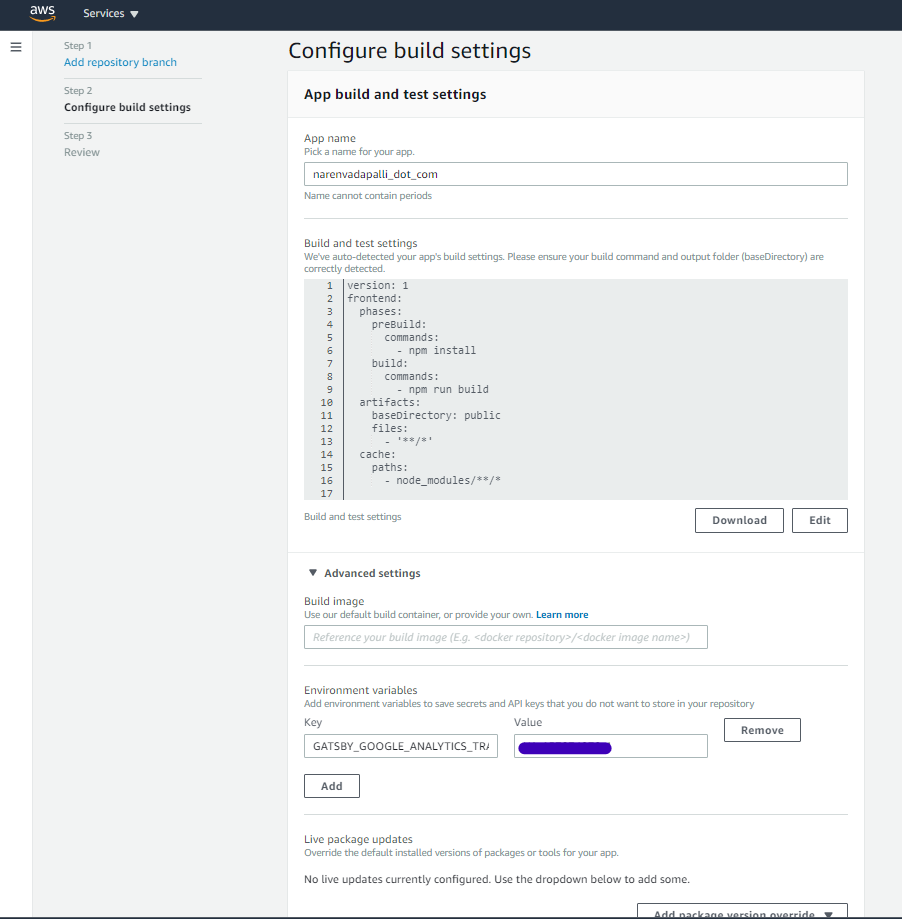 aws
Services
Step 1
Add repository branch
Step 2
Configure build settings
Step 3
Review
Configure build settings
App build and test settings
App name
Pick a name for your app.
narenvadapalli_dot_com
Name cannot contain periods
Build and test settings
We've auto-detected your app's build settings. Please ensure your build command and output folder (baseDirectory) are
correctly detected.
1 version: 1
2 frontend:
3 phases:
4 preBuild:
5 commands:
6 - npm install
7 build:
8 commands:
9 - npm run build
10 artifacts:
11 baseDirectory: public
12 files:
13 - '**/*'
14 cache:
15 paths:
16 - node_modules/**/*
17
Build and test settings
Download Edit
Advanced settings
Build image
Use our default build container, or provide your own. Learn more
Reference your build image (E.g. <docker repository>/<docker image name>)
Environment variables
Add environment variables to save secrets and API keys that you do not want to store in your repository
Key Value
Remove
GATSBY_GOOGLE_ANALYTICS_TRA
Add
Live package updates
Override the default installed versions of packages or tools for your app.
No live updates currently configured. Use the dropdown below to add some.
Add package version override